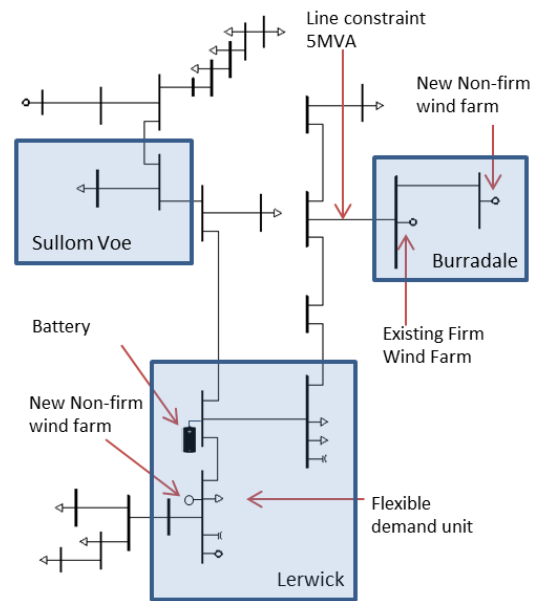 Line constraint
5MVA
New Non-firm
wind farm
Sullom Voe
Burradale
Existing Firm
Wind Farm
Battery
New Non-firm
wind farm
Flexible
demand unit
Lerwick